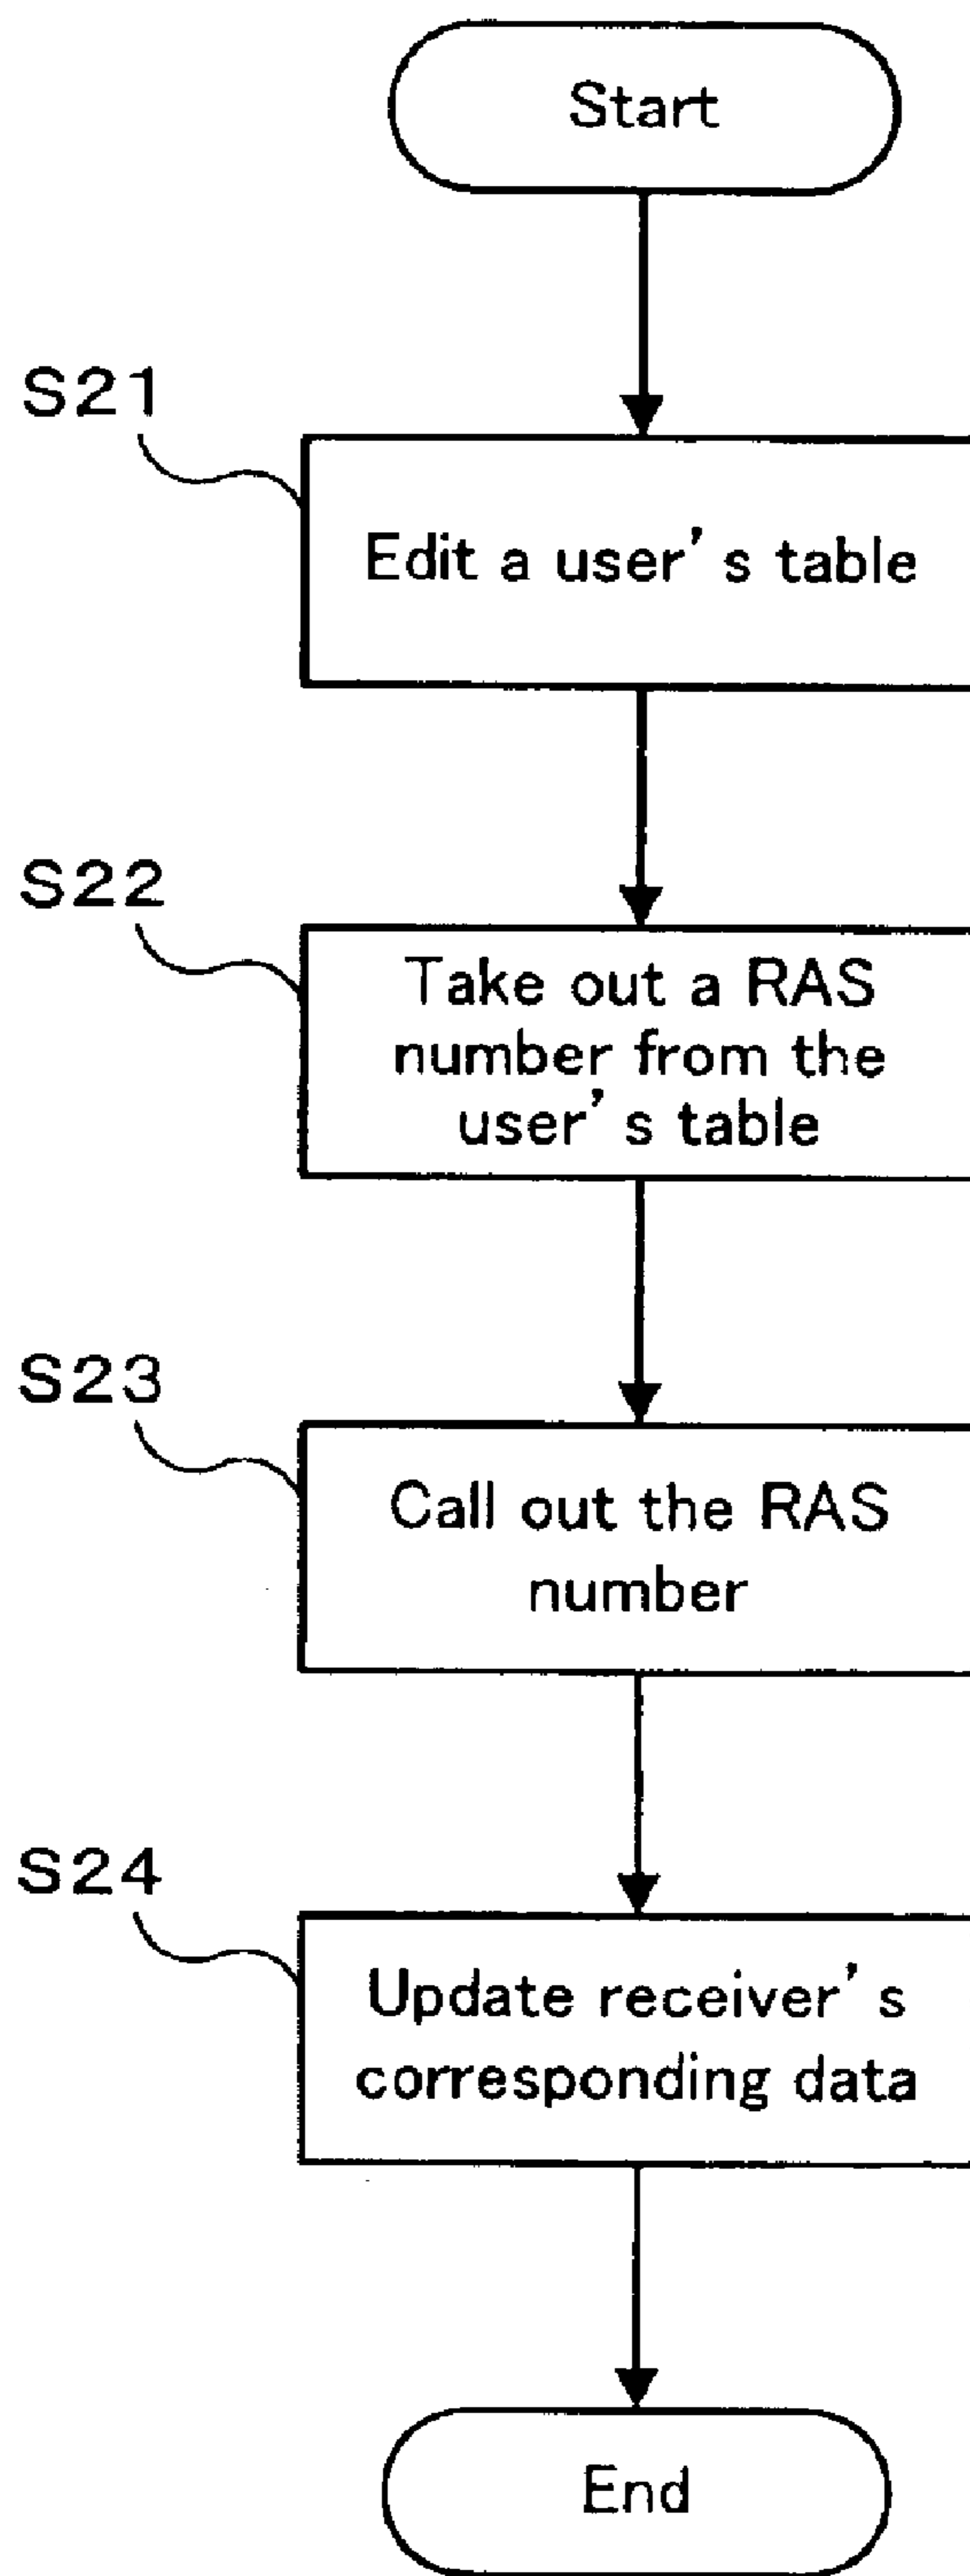 Start
S21
Edit a user's table
S22
Take out a RAS
number from the
user's table
S23
Call out the RAS
number
S24
Update receiver's
corresponding data
End